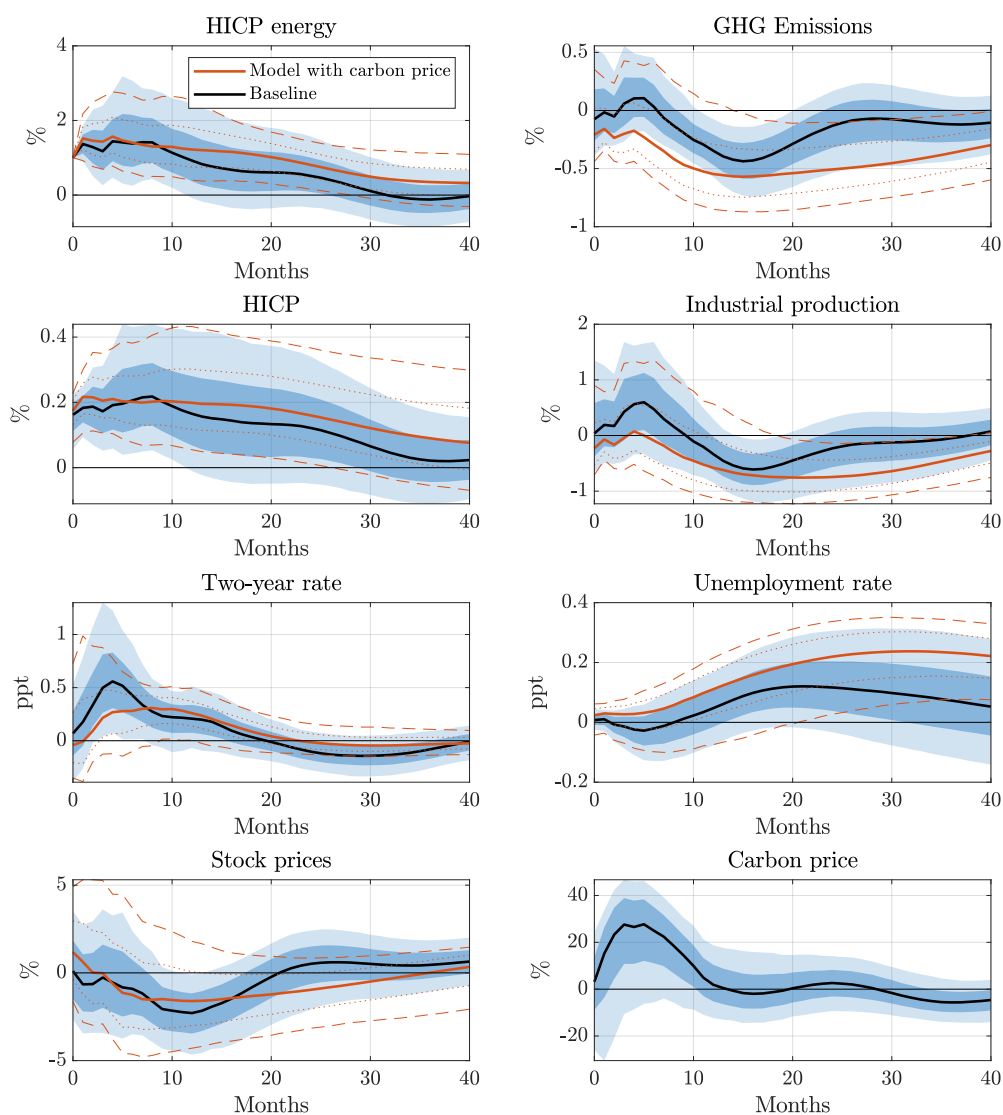 HICP energy
4
2
0
%
Model with carbon price
Baseline
0 10 20 30 40
Months
GHG Emissions
0.5
0
-0.5
-1
%
0 10 20 30 40
Months
HICP
0.4
0.2
0
%
0 10 20 30 40
Months
Industrial production
2
1
0
-1
%
0 10 20 30 40
Months
Two-year rate
1
0.5
0
ppt
0 10 20 30 40
Months
Unemployment rate
0.4
0.2
0
-0.2
ppt
0 10 20 30 40
Months
Stock prices
5
0
-5
%
0 10 20 30 40
Months
Carbon price
40
20
0
-20
%
0 10 20 30 40
Months